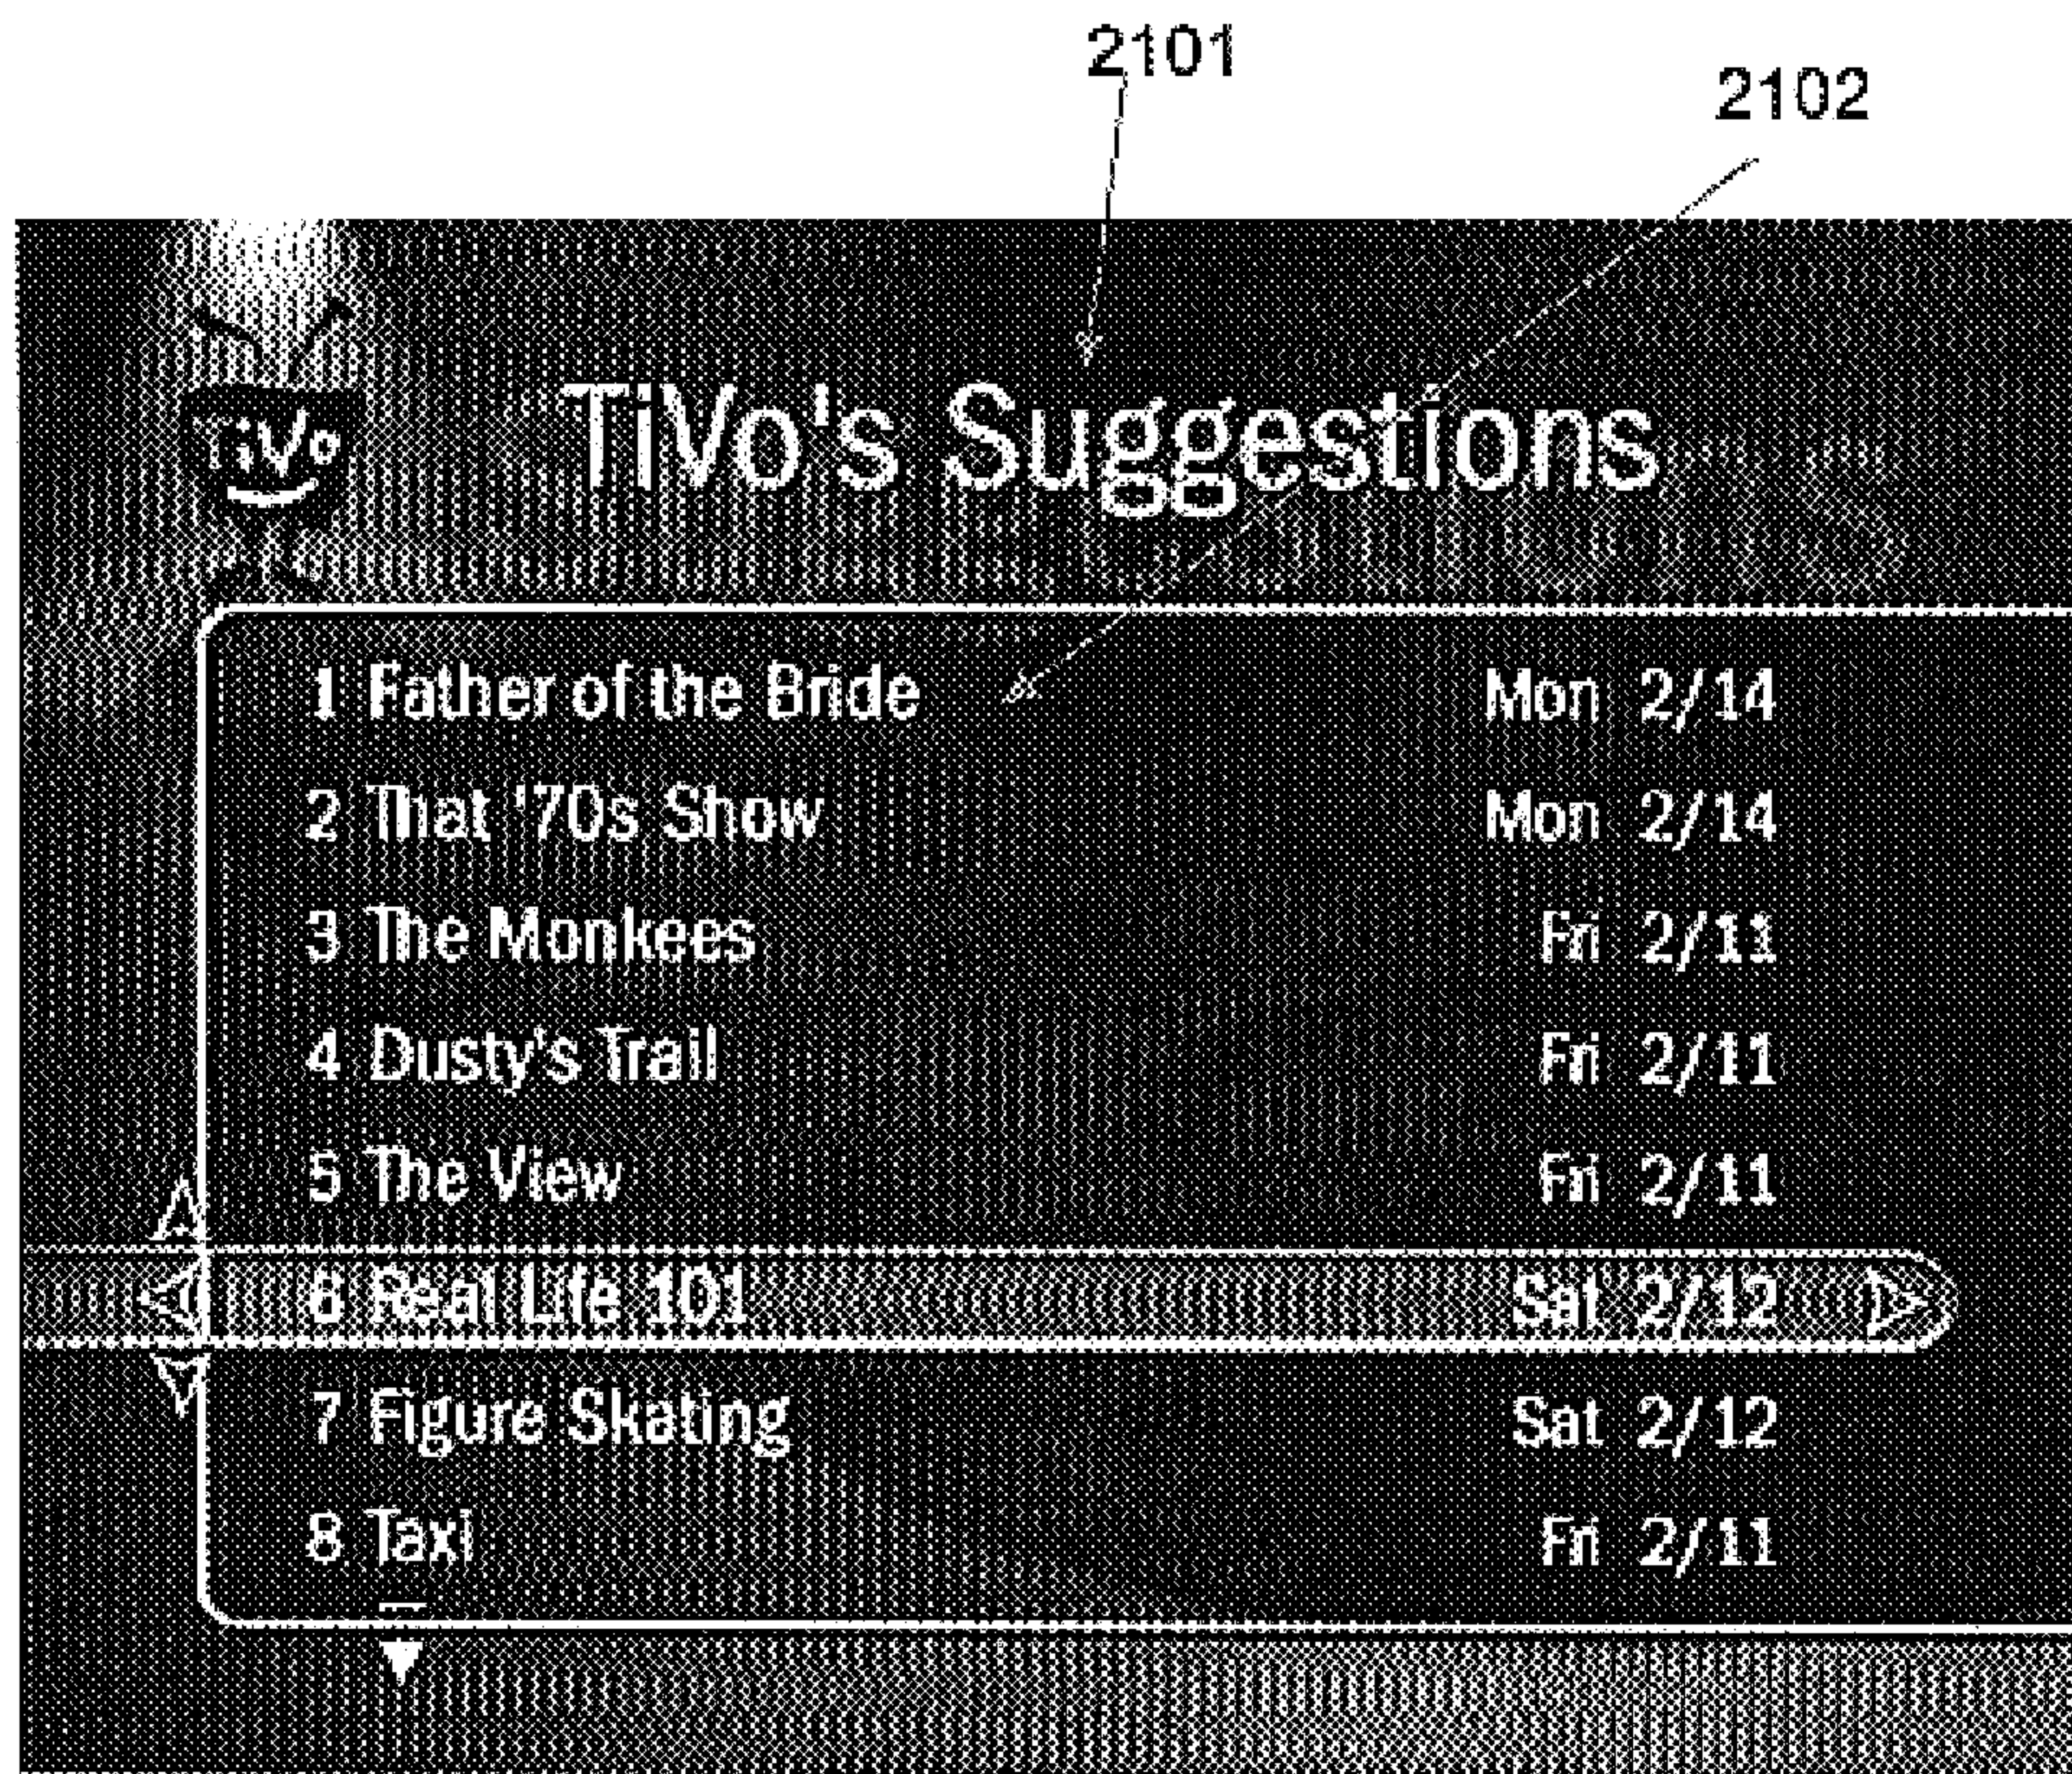 2101
2102
TiVo
TiVo's Suggestions
1 Father of the Bride Mon 2/14
2 That '70s Show Mon 2/14
3 The Monkees Fri 2/11
4 Dusty's Trail Fri 2/11
5 The View Fri 2/11
6 Real Life 101 Sat 2/12
7 Figure Skating Sat 2/12
8 Taxi Fri 2/11